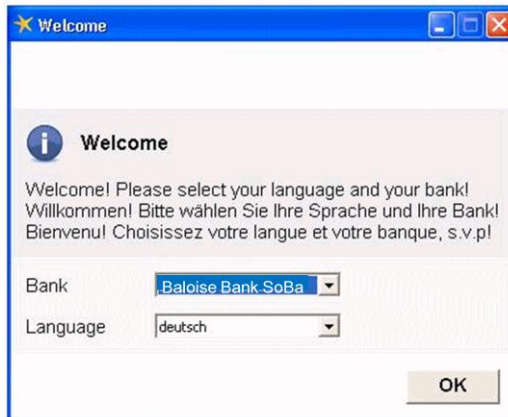 Welcome
Welcome
Welcome! Please select your language and your bank!
Willkommen! Bitte wählen Sie Ihre Sprache und Ihre Bank!
Bienvenu! Choisissez votre langue et votre banque, s.v.p!
Bank Baloise Bank SoBa
Language deutsch
OK